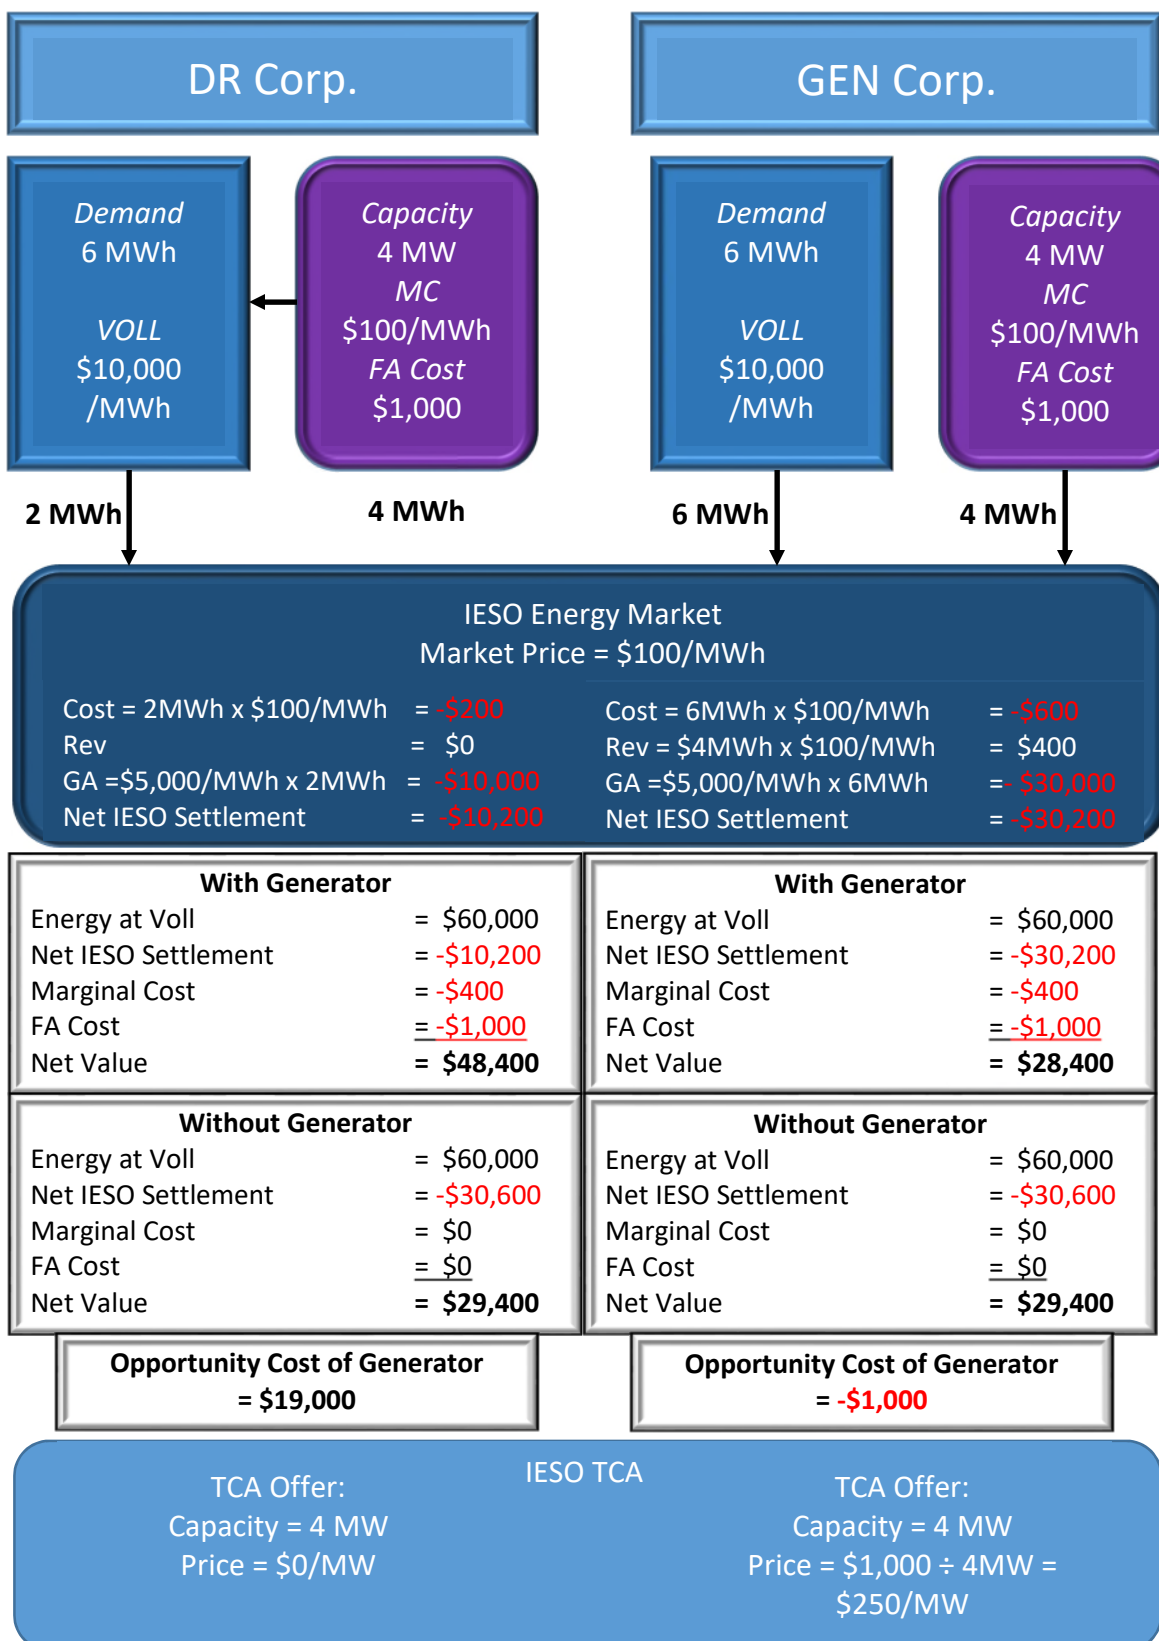 DR Corp.
GEN Corp.
Demand
6 MWh
VOLL
$10,000
/MWh
Capacity
4 MW
MC
$100/MWh
FA Cost
$1,000
Demand
6 MWh
VOLL
$10,000
/MWh
Capacity
4 MW
MC
$100/MWh
FA Cost
$1,000
2 MWh
4 MWh
6 MWh
4 MWh
IESO Energy Market
Market Price = $100/MWh
Cost = 2MWh x $100/MWh = -$200
Rev = $0
GA =$5,000/MWh x 2MWh = -$10,000
Net IESO Settlement = -$10,200
Cost = 6MWh x $100/MWh = -$600
Rev = $4MWh x $100/MWh = $400
GA =$5,000/MWh x 6MWh =- $30,000
Net IESO Settlement = -$30,200
With Generator
Energy at Voll = $60,000
Net IESO Settlement = -$10,200
Marginal Cost = -$400
FA Cost = -$1,000
Net Value = $48,400
With Generator
Energy at Voll = $60,000
Net IESO Settlement = -$30,200
Marginal Cost = -$400
FA Cost = -$1,000
Net Value = $28,400
Without Generator
Energy at Voll = $60,000
Net IESO Settlement = -$30,600
Marginal Cost = $0
FA Cost = $0
Net Value = $29,400
Without Generator
Energy at Voll = $60,000
Net IESO Settlement = -$30,600
Marginal Cost = $0
FA Cost = $0
Net Value = $29,400
Opportunity Cost of Generator
= $19,000
Opportunity Cost of Generator
= -$1,000
IESO TCA
TCA Offer:
Capacity = 4 MW
Price = $0/MW
TCA Offer:
Capacity = 4 MW
Price = $1,000 ÷ 4MW =
$250/MW